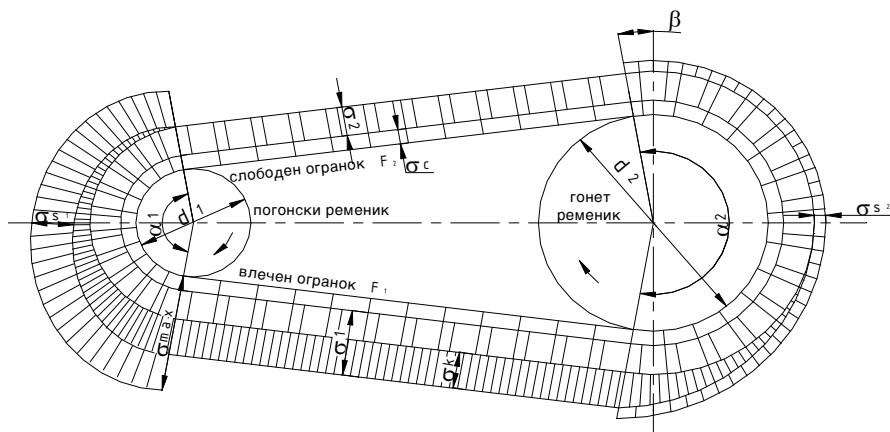 β
σ2
σc
слободен огранок F2
d2
σs1
α1
d1
погонски ременик
гонет
ременик
α2
σs2
влечен огранок F1
σmax
σ1
σk